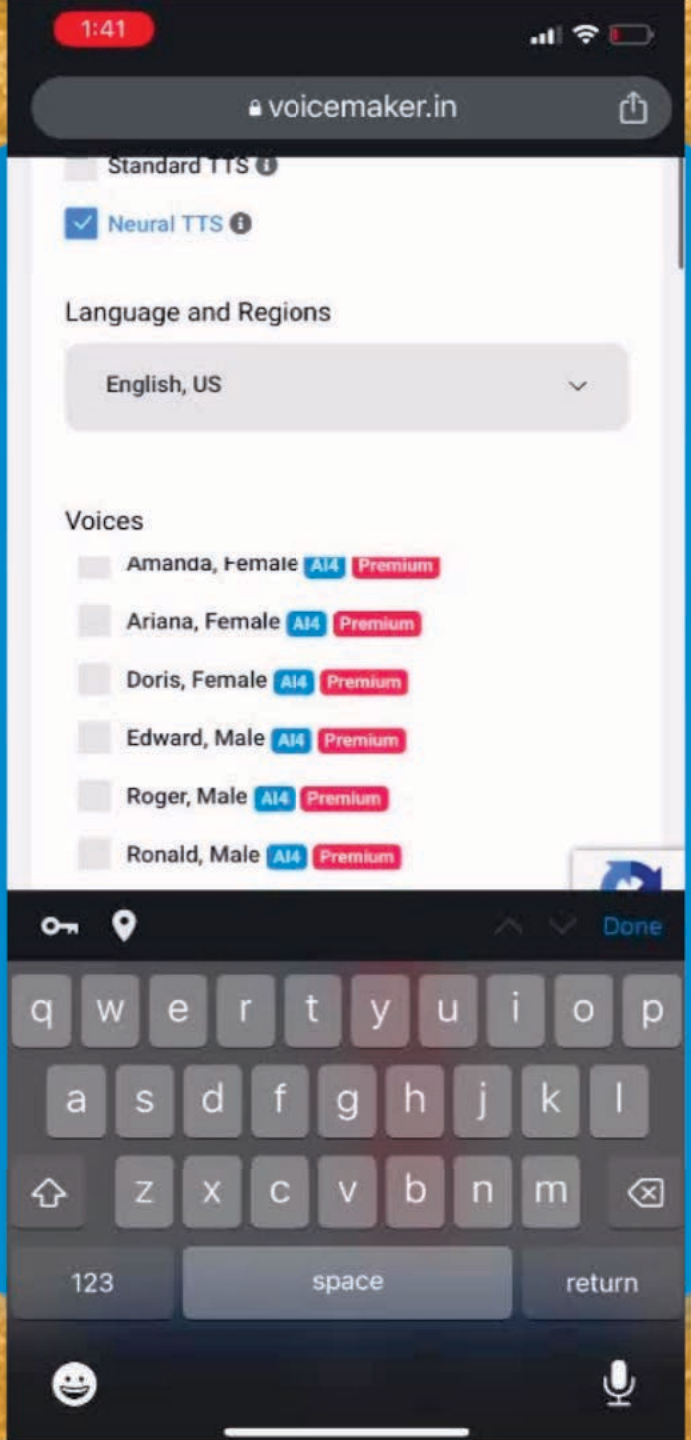 1:41
voicemaker.in
Standard TTS
Neural TTS
Language and Regions
English, US
Voices
Amanda, Female AI4 Premium
Ariana, Female AI4 Premium
Doris, Female AI4 Premium
Edward, Male AI4 Premium
Roger, Male AI4 Premium
Ronald, Male AI4 Premium
Done
q w e r t y u i o p
a s d f g h j k l
z x c v b n m
123 space return